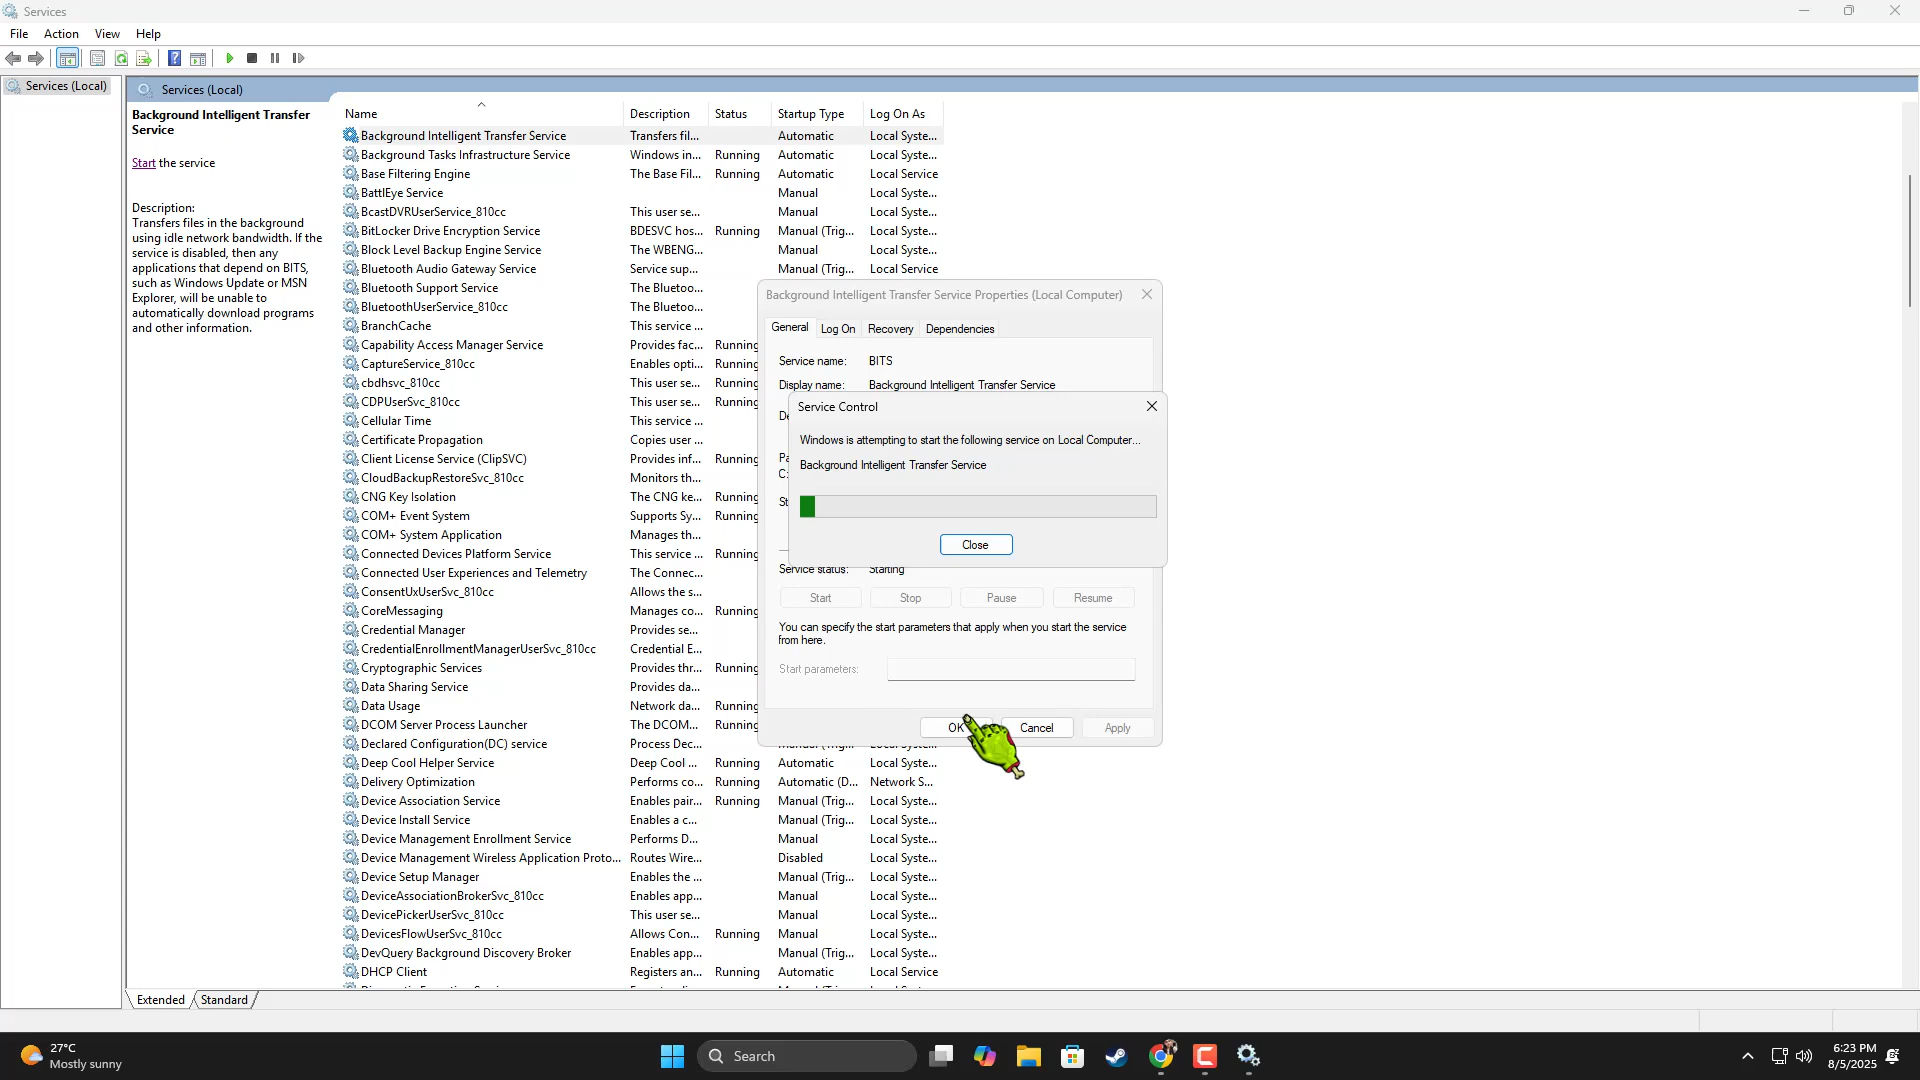 Services
File Action View Help
Services (Local)
Services (Local)
Background Intelligent Transfer
Service
Start the service
Description:
Transfers files in the background
using idle network bandwidth. If the
service is disabled, then any
applications that depend on BITS,
such as Windows Update or MSN
Explorer, will be unable to
automatically download programs
and other information.
Name Description Status Startup Type Log On As
Background Intelligent Transfer Service Transfers fil... Automatic Local Syste...
Background Tasks Infrastructure Service Windows in... Running Automatic Local Syste...
Base Filtering Engine The Base Fil... Running Automatic Local Service
BattlEye Service Manual Local Syste...
BcastDVRUserService_810cc This user se... Manual Local Syste...
BitLocker Drive Encryption Service BDESVC hos... Running Manual (Trig... Local Syste...
Block Level Backup Engine Service The WBENG... Manual Local Syste...
Bluetooth Audio Gateway Service Service sup... Manual (Trig... Local Service
Bluetooth Support Service The Bluetoo...
BluetoothUserService_810cc The Bluetoo...
BranchCache This service ...
Capability Access Manager Service Provides fac... Running
CaptureService_810cc Enables opti... Running
cbdhsvc_810cc This user se... Running
CDPUserSvc_810cc This user se... Running
Cellular Time This service ...
Certificate Propagation Copies user ...
Client License Service (ClipSVC) Provides inf... Running
CloudBackupRestoreSvc_810cc Monitors th...
CNG Key Isolation The CNG ke... Running
COM+ Event System Supports Sy... Running
COM+ System Application Manages th...
Connected Devices Platform Service This service ... Running
Connected User Experiences and Telemetry The Connec...
ConsentUxUserSvc_810cc Allows the s...
CoreMessaging Manages co... Running
Credential Manager Provides se...
CredentialEnrollmentManagerUserSvc_810cc Credential E...
Cryptographic Services Provides thr... Running
Data Sharing Service Provides da...
Data Usage Network da... Running
DCOM Server Process Launcher The DCOM... Running
Declared Configuration(DC) service Process Dec... Manual (Trig... Local Syste...
Deep Cool Helper Service Deep Cool ... Running Automatic Local Syste...
Delivery Optimization Performs co... Running Automatic (D... Network S...
Device Association Service Enables pair... Running Manual (Trig... Local Syste...
Device Install Service Enables a c... Manual (Trig... Local Syste...
Device Management Enrollment Service Performs D... Manual Local Syste...
Device Management Wireless Application Proto... Routes Wire... Disabled Local Syste...
Device Setup Manager Enables the ... Manual (Trig... Local Syste...
DeviceAssociationBrokerSvc_810cc Enables app... Manual Local Syste...
DevicePickerUserSvc_810cc This user se... Manual Local Syste...
DevicesFlowUserSvc_810cc Allows Con... Running Manual Local Syste...
DevQuery Background Discovery Broker Enables app... Manual (Trig... Local Syste...
DHCP Client Registers an... Running Automatic Local Service
Background Intelligent Transfer Service Properties (Local Computer)
General Log On Recovery Dependencies
Service name: BITS
Display name: Background Intelligent Transfer Service
Service Control
Windows is attempting to start the following service on Local Computer...
Background Intelligent Transfer Service
Close
Service status: Starting
Start Stop Pause Resume
You can specify the start parameters that apply when you start the service
from here.
Start parameters:
OK Cancel Apply
Extended Standard
27°C
Mostly sunny
Search
6:23 PM
8/5/2025